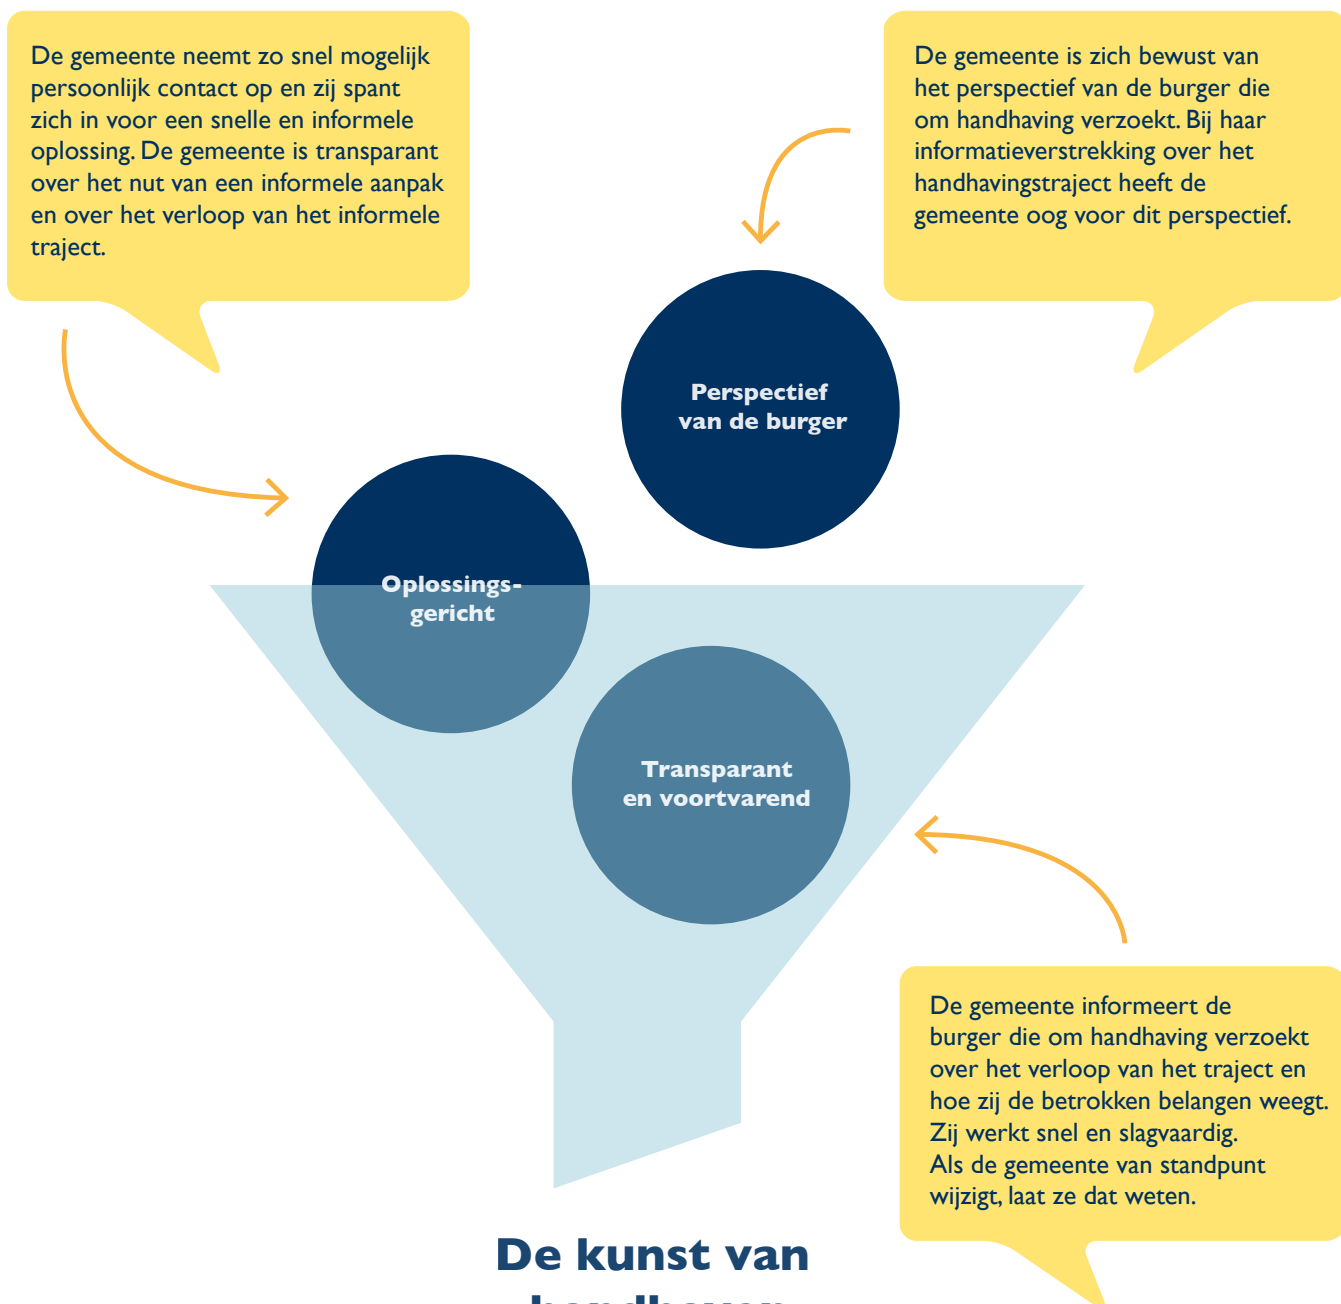 De gemeente neemt zo snel mogelijk
persoonlijk contact op en zij spant
zich in voor een snelle en informele
oplossing. De gemeente is transparant
over het nut van een informele aanpak
en over het verloop van het informele
traject.
De gemeente is zich bewust van
het perspectief van de burger die
om handhaving verzoekt. Bij haar
informatieverstrekking over het
handhavingstraject heeft de
gemeente oog voor dit perspectief.
Perspectief
van de burger
Oplossings-
gericht
Transparant
en voortvarend
De gemeente informeert de
burger die om handhaving verzoekt
over het verloop van het traject en
hoe zij de betrokken belangen weegt.
Zij werkt snel en slagvaardig.
Als de gemeente van standpunt
wijzigt, laat ze dat weten.
De kunst van
handhaven